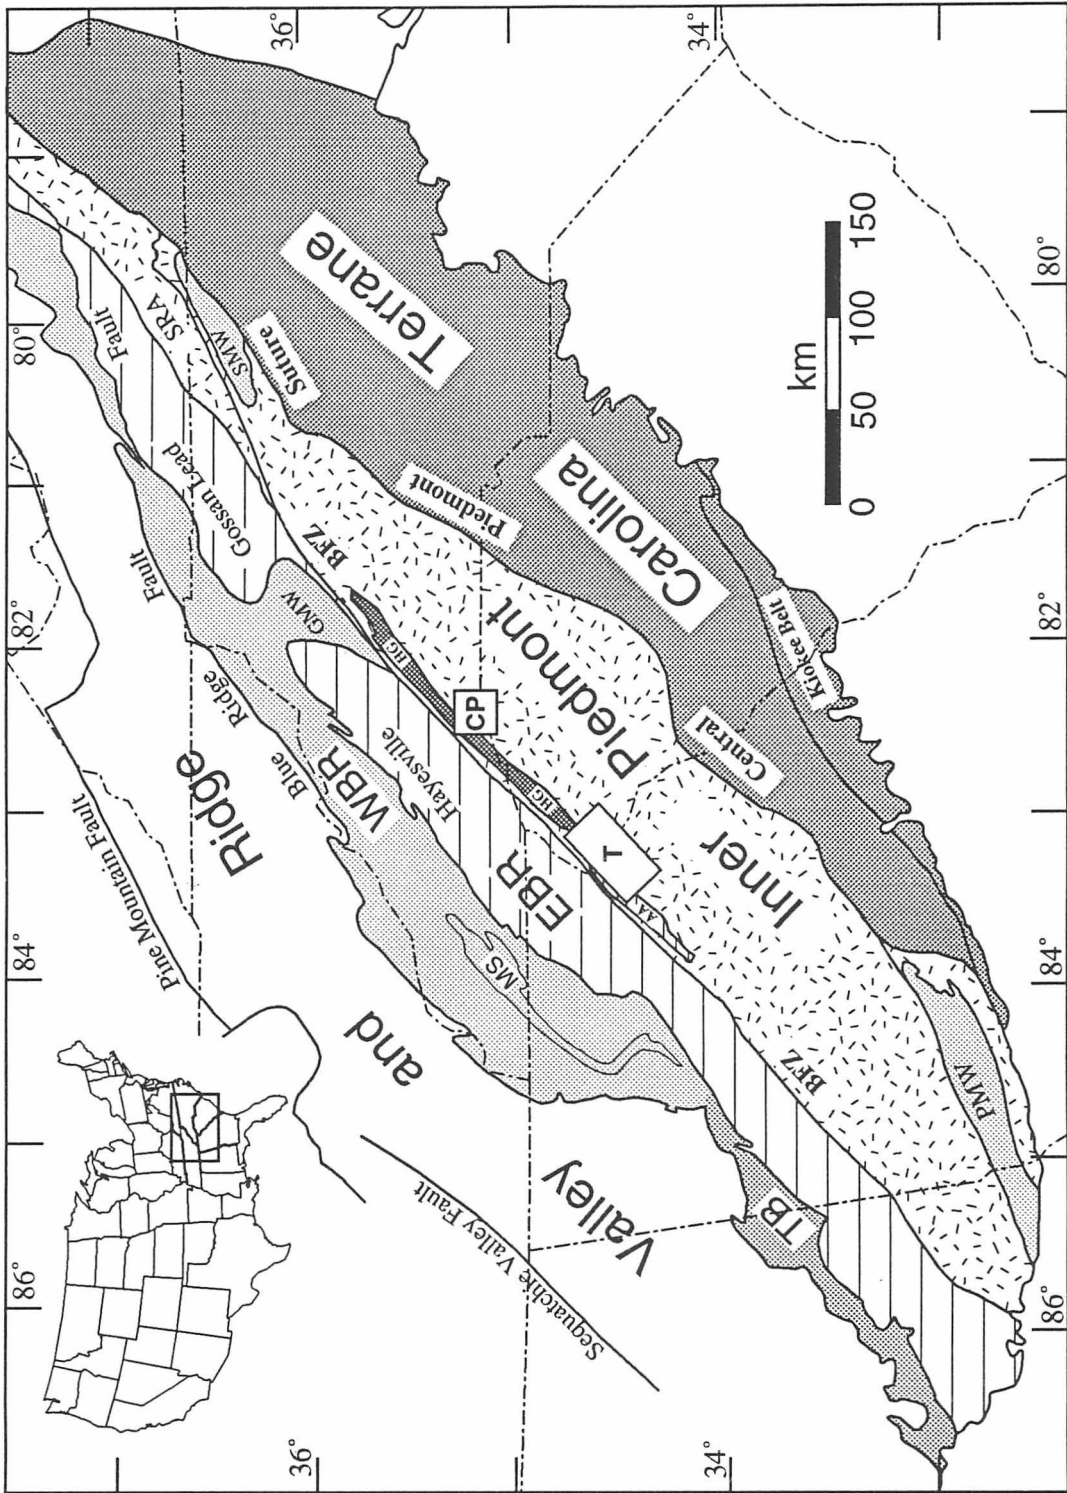 86°
84°
82°
80°
36°
34°
36°
34°
86°
84°
82°
80°
Pine Mountain Fault
Sequatchie Valley Fault
Valley
and
Ridge
Blue
Ridge
Fault
WBR
EBR
Hayesville
Gossan Lead
Fault
GMW
MS
TB
BFZ
BFZ
SRA
SMW
HG
HG
CP
T
AA
PMW
Inner
Piedmont
Central
Piedmont
Suture
Carolina
Terrane
Kiokee Belt
km
0 50 100 150